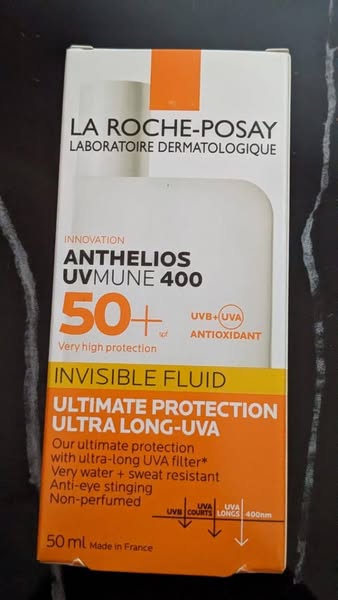 LA ROCHE-POSAY
LABORATOIRE DERMATOLOGIQUE
INNOVATION
ANTHELIOS
UVMUNE 400
50+ spf
Very high protection
UVB+ UVA
ANTIOXIDANT
INVISIBLE FLUID
ULTIMATE PROTECTION
ULTRA LONG-UVA
Our ultimate protection
with ultra-long UVA filter*
Very water + sweat resistant
Anti-eye stinging
Non-perfumed
UVB
UVA
COURTS
UVA
LONGS
400nm
50 ml Made in France